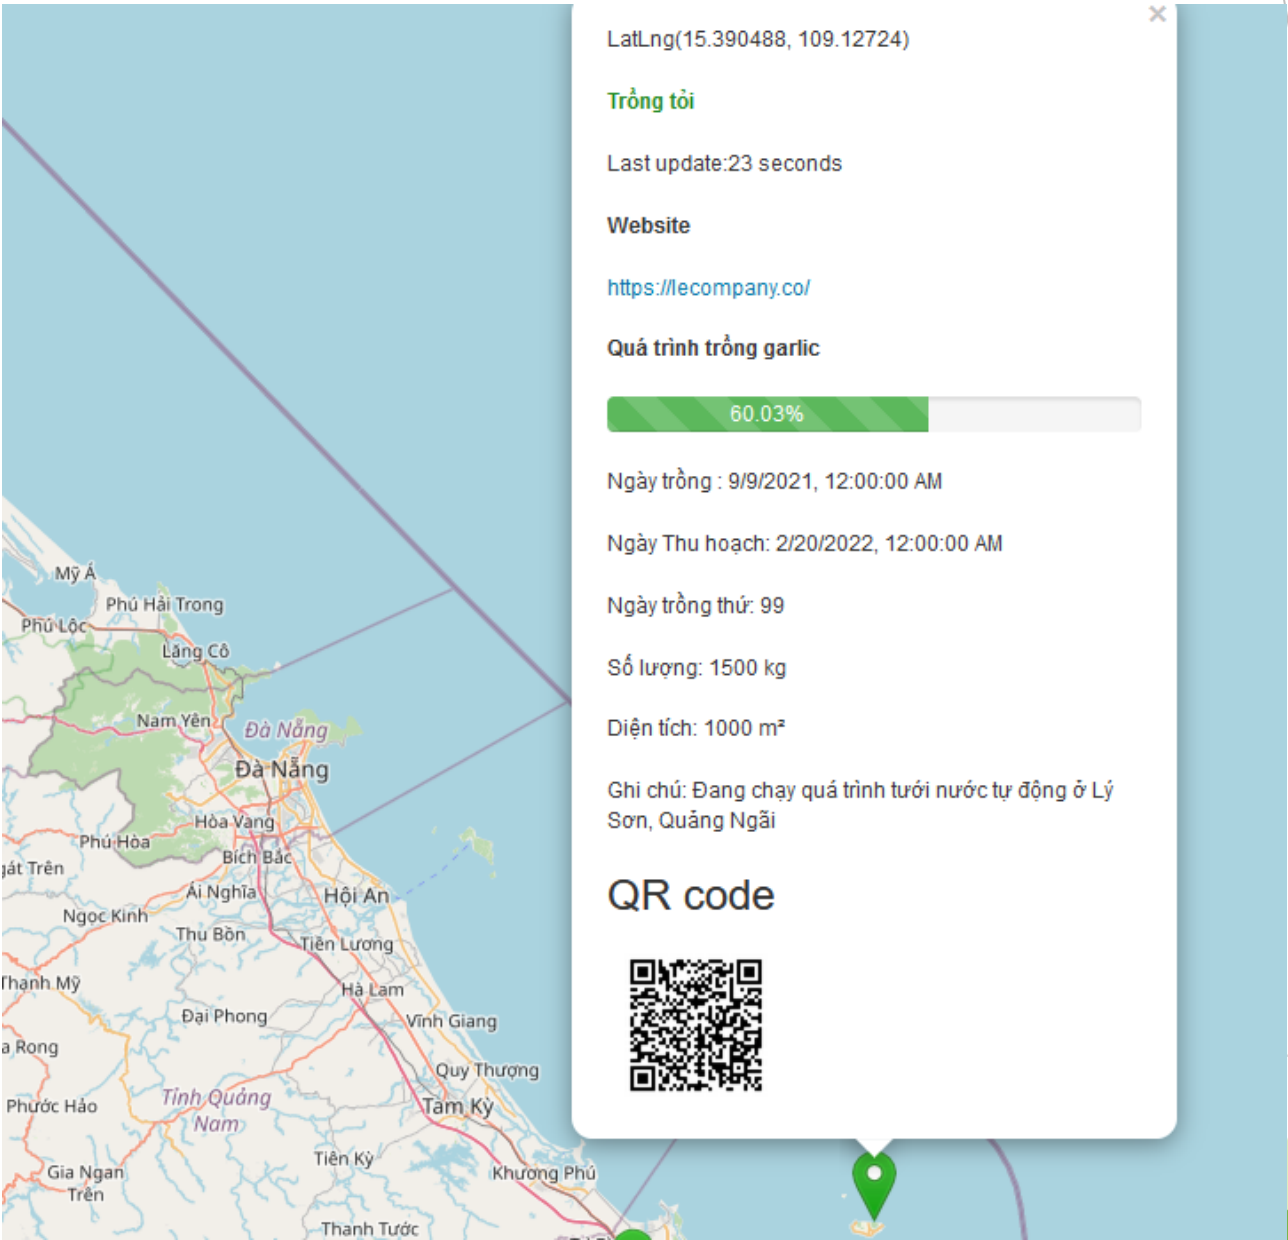 LatLng(15.390488, 109.12724)
×
Trồng tỏi
Last update:23 seconds
Website
https://lecompany.co/
Quá trình trồng garlic
60.03%
Ngày trồng : 9/9/2021, 12:00:00 AM
Ngày Thu hoạch: 2/20/2022, 12:00:00 AM
Ngày trồng thứ: 99
Số lượng: 1500 kg
Diện tích: 1000 m²
Ghi chú: Đang chạy quá trình tưới nước tự động ở Lý
Sơn, Quảng Ngãi
QR code
Mỹ Á
Phú Hải Trong
Phú Lộc
Lăng Cô
Nam Yên
Đà Nẵng
Đà Nẵng
Hòa Vang
Phú Hòa
Bích Bắc
gát Trên
Ái Nghĩa
Hội An
Ngọc Kinh
Thu Bồn
Tiên Lương
Thạnh Mỹ
Hà Lam
Đại Phong
Vĩnh Giang
a Rong
Quy Thượng
Phước Hảo
Tỉnh Quảng
Nam
Tam Kỳ
Tiên Kỳ
Gia Ngan
Trên
Khương Phú
Thanh Tước